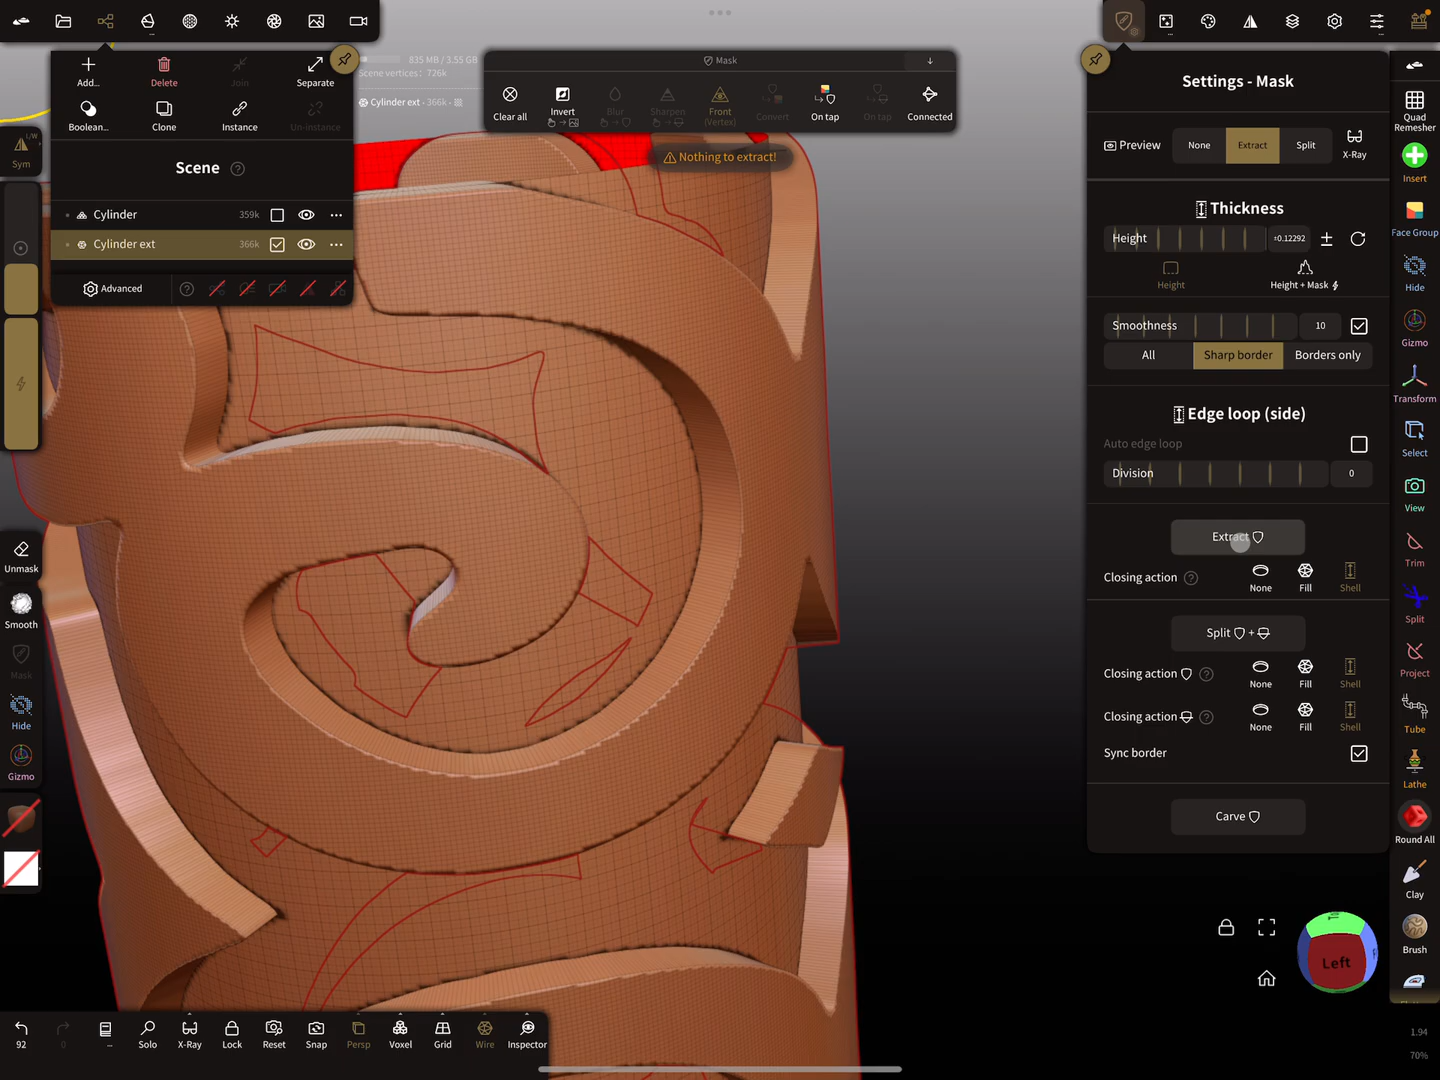 835 MB / 3.55 GB
Scene vertices: 726k
Cylinder ext - 366k -
Add...
Delete
Join
Separate
Boolean...
Clone
Instance
Un-instance
Scene ?
Cylinder 359k ...
Cylinder ext 366k ...
Advanced ?
Sym
Mask
Clear all
Invert
Blur
Sharpen
Front
(Vertex)
Convert
On tap
On tap
Connected
Nothing to extract!
Settings - Mask
Preview
None
Extract
Split
X-Ray
Thickness
Height ±0.12292
Height
Height + Mask
Smoothness 10
All
Sharp border
Borders only
Edge loop (side)
Auto edge loop
Division 0
Extract
Closing action ?
None
Fill
Shell
Split +
Closing action ?
None
Fill
Shell
Closing action ?
None
Fill
Shell
Sync border
Carve
Quad
Remesher
Insert
Face Group
Hide
Gizmo
Transform
Select
View
Trim
Split
Project
Tube
Lathe
Round All
Clay
Brush
Unmask
Smooth
Mask
Hide
Gizmo
Left
92
0
...
Solo
X-Ray
Lock
Reset
Snap
Persp
Voxel
Grid
Wire
Inspector
1.94
70%